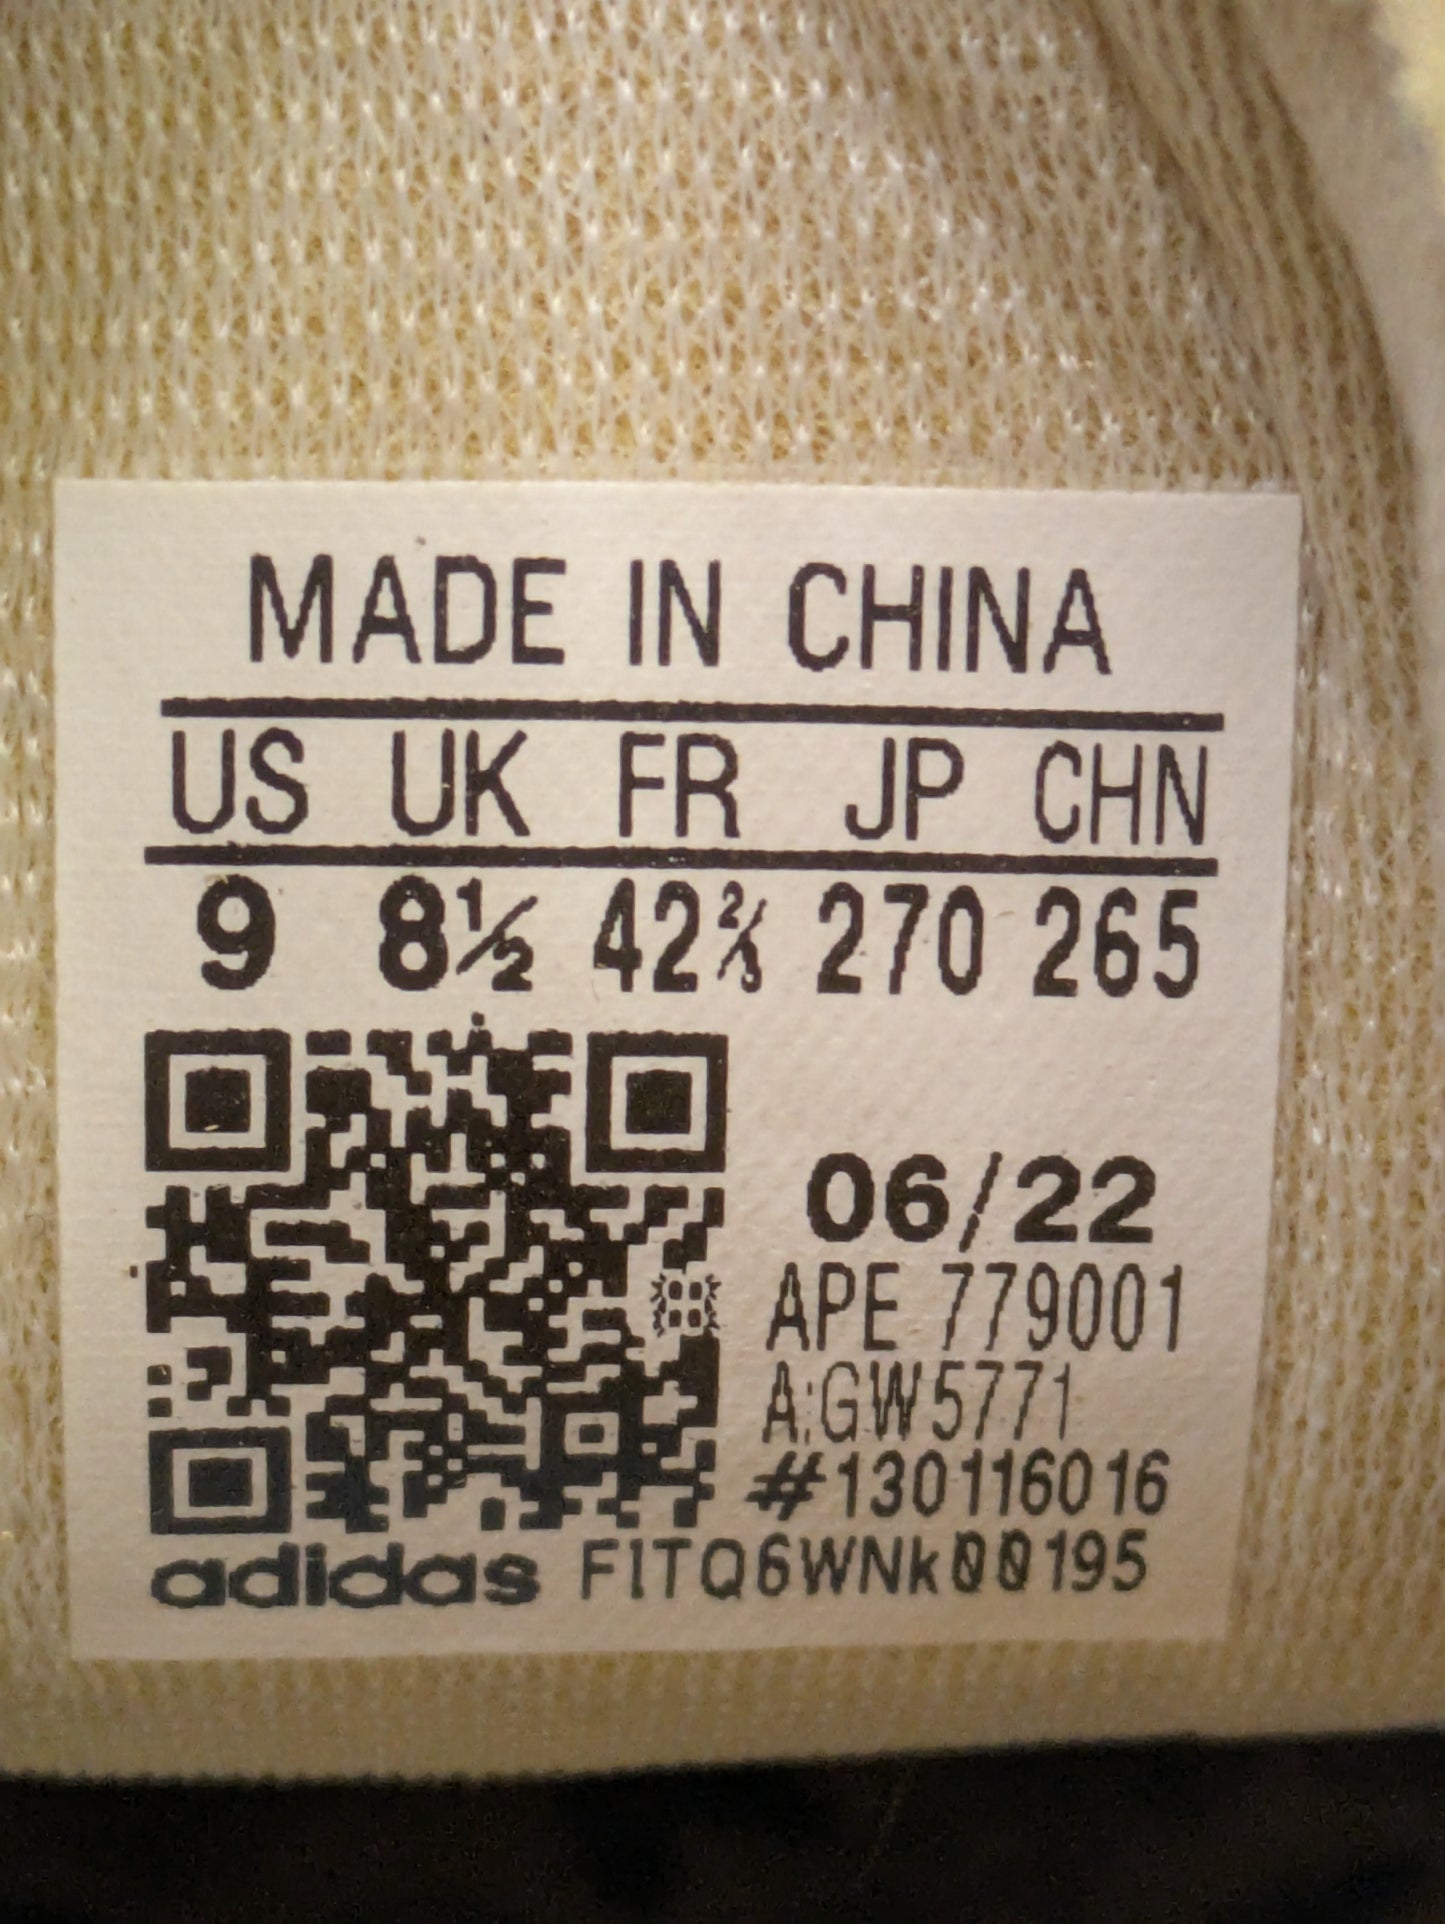 MADE IN CHINA
US UK FR JP CHN
9 8½ 42⅔ 270 265
06/22
APE 779001
A:GW5771
#130116016
adidas F1TQ6WNk00195